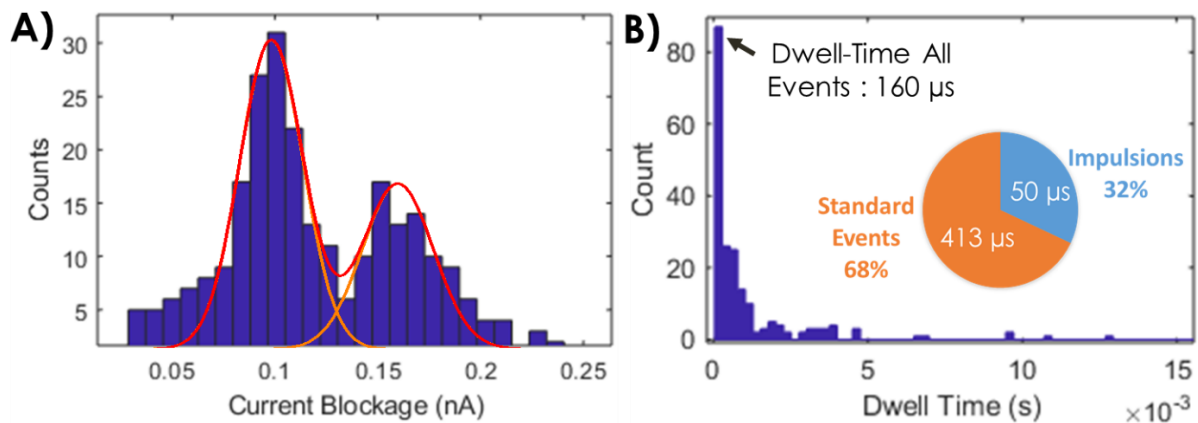 A)
30
25
20
15
10
5
Counts
0.05 0.1 0.15 0.2 0.25
Current Blockage (nA)
B)
80
60
40
20
0
Count
Dwell-Time All
Events : 160 µs
Impulsions
32%
50 µs
Standard
Events
68%
413 µs
0 5 10 15
Dwell Time (s)
×10⁻³